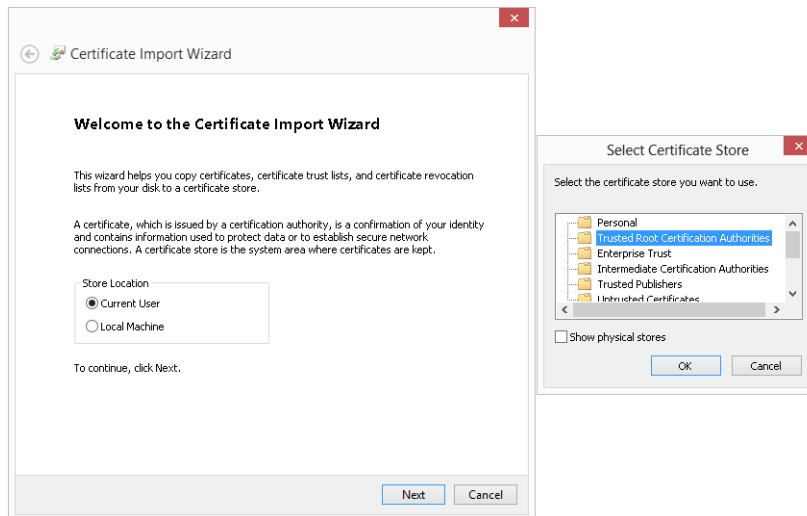 Certificate Import Wizard
Welcome to the Certificate Import Wizard
This wizard helps you copy certificates, certificate trust lists, and certificate revocation
lists from your disk to a certificate store.
A certificate, which is issued by a certification authority, is a confirmation of your identity
and contains information used to protect data or to establish secure network
connections. A certificate store is the system area where certificates are kept.
Store Location
Current User
Local Machine
To continue, click Next.
Next
Cancel
Select Certificate Store
Select the certificate store you want to use.
Personal
Trusted Root Certification Authorities
Enterprise Trust
Intermediate Certification Authorities
Trusted Publishers
Untrusted Certificates
Show physical stores
OK
Cancel